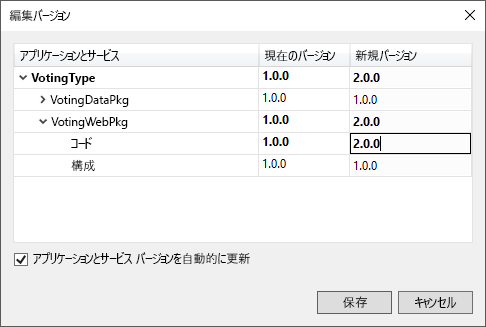 編集バージョン
アプリケーションとサービス 現在のバージョン 新規バージョン
VotingType 1.0.0 2.0.0
VotingDataPkg 1.0.0 1.0.0
VotingWebPkg 1.0.0 2.0.0
コード 1.0.0 2.0.0
構成 1.0.0 1.0.0
アプリケーションとサービス バージョンを自動的に更新
保存 キャンセル